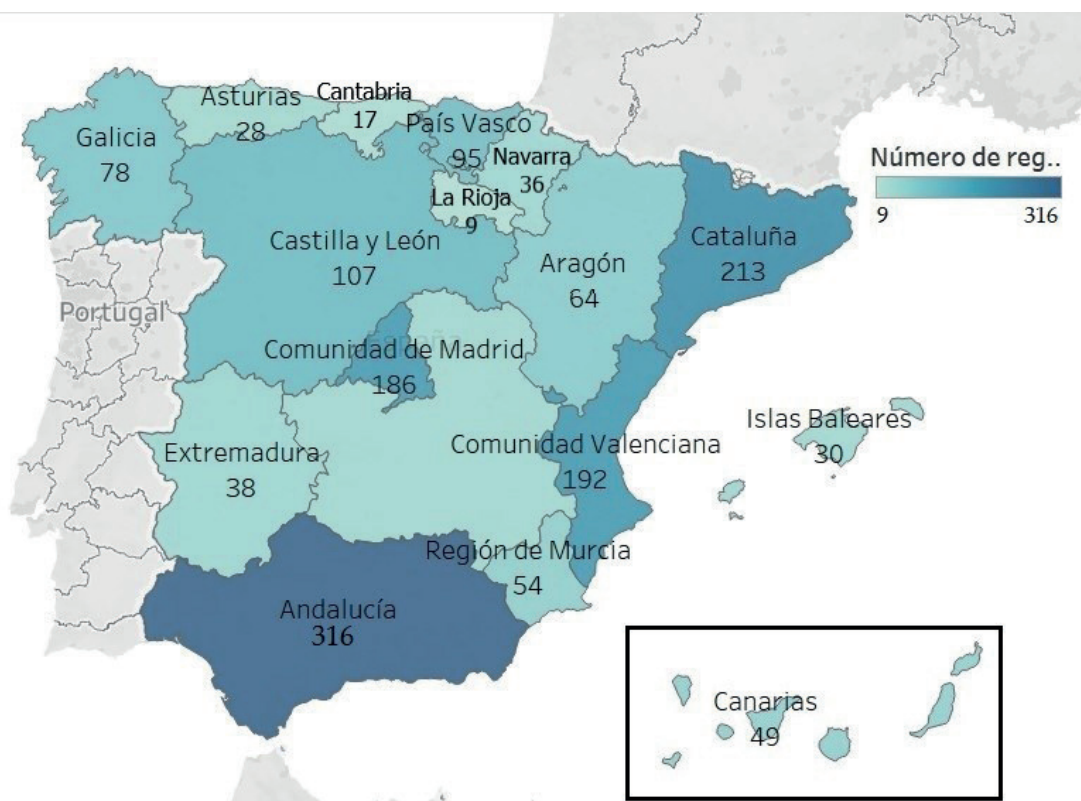 Asturias
28
Cantabria
17
País Vasco
95
Galicia
78
Navarra
36
La Rioja
9
Número de reg..
9 316
Castilla y León
107
Aragón
64
Cataluña
213
Portugal
España
Comunidad de Madrid
186
Islas Baleares
30
Extremadura
38
Comunidad Valenciana
192
Región de Murcia
54
Andalucía
316
Canarias
49